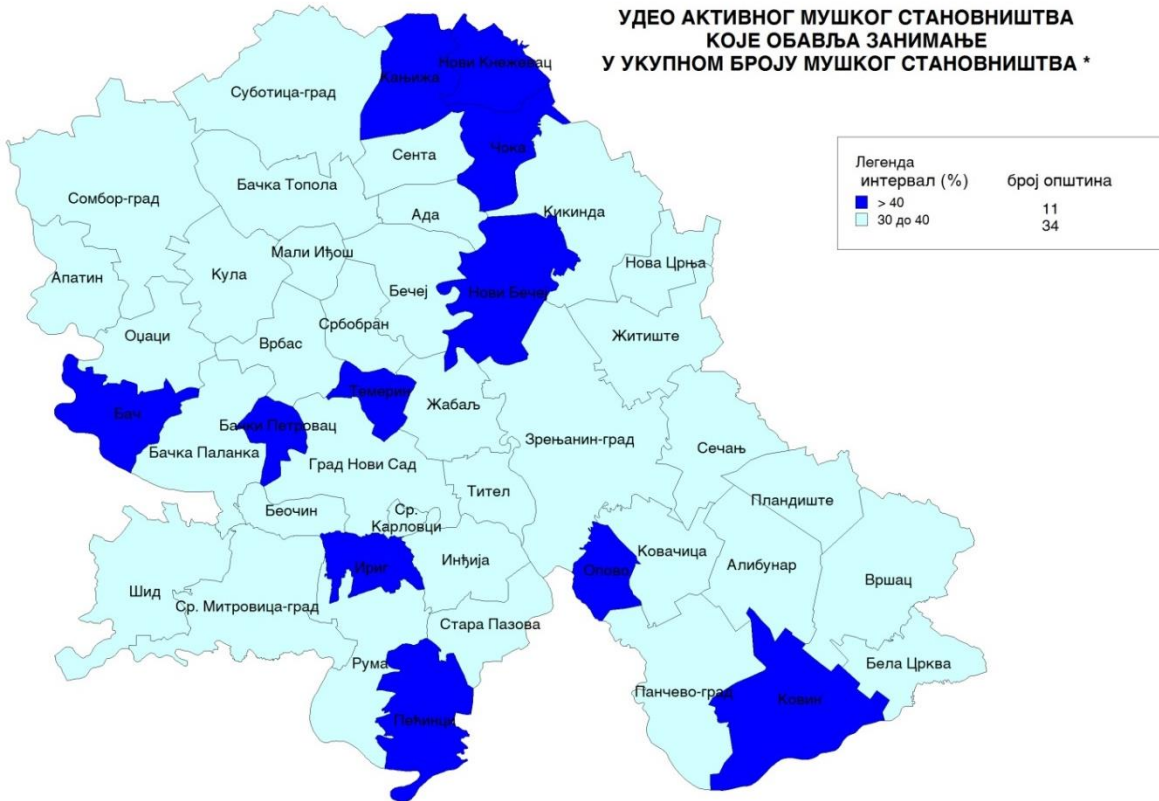 УДЕО АКТИВНОГ МУШКОГ СТАНОВНИШТВА
КОЈЕ ОБАВЉА ЗАНИМАЊЕ
У УКУПНОМ БРОЈУ МУШКОГ СТАНОВНИШТВА *
Легенда
интервал (%) број општина
> 40 11
30 до 40 34
Нови Кнежевац
Кањижа
Суботица-град
Чока
Сента
Бачка Топола
Сомбор-град
Ада
Кикинда
Мали Иђош
Нова Црња
Апатин
Кула
Бечеј
Нови Бечеј
Србобран
Оџаци
Врбас
Житиште
Темерин
Жабаљ
Бач
Бачки Петровац
Зрењанин-град
Бачка Паланка
Сечањ
Град Нови Сад
Тител
Пландиште
Беочин
Ср.
Карловци
Ковачица
Инђија
Алибунар
Ириг
Опово
Вршац
Шид
Ср. Митровица-град
Стара Пазова
Рума
Бела Црква
Панчево-град
Ковин
Пећинци